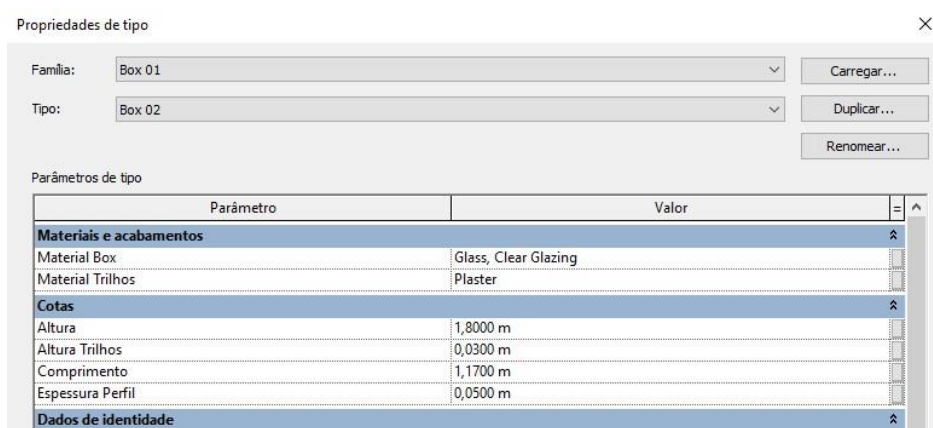 Propriedades de tipo
Família: Box 01 Carregar...
Tipo: Box 02 Duplicar...
Renomear...
Parâmetros de tipo
Parâmetro Valor =
Materiais e acabamentos
Material Box Glass, Clear Glazing
Material Trilhos Plaster
Cotas
Altura 1,8000 m
Altura Trilhos 0,0300 m
Comprimento 1,1700 m
Espessura Perfil 0,0500 m
Dados de identidade